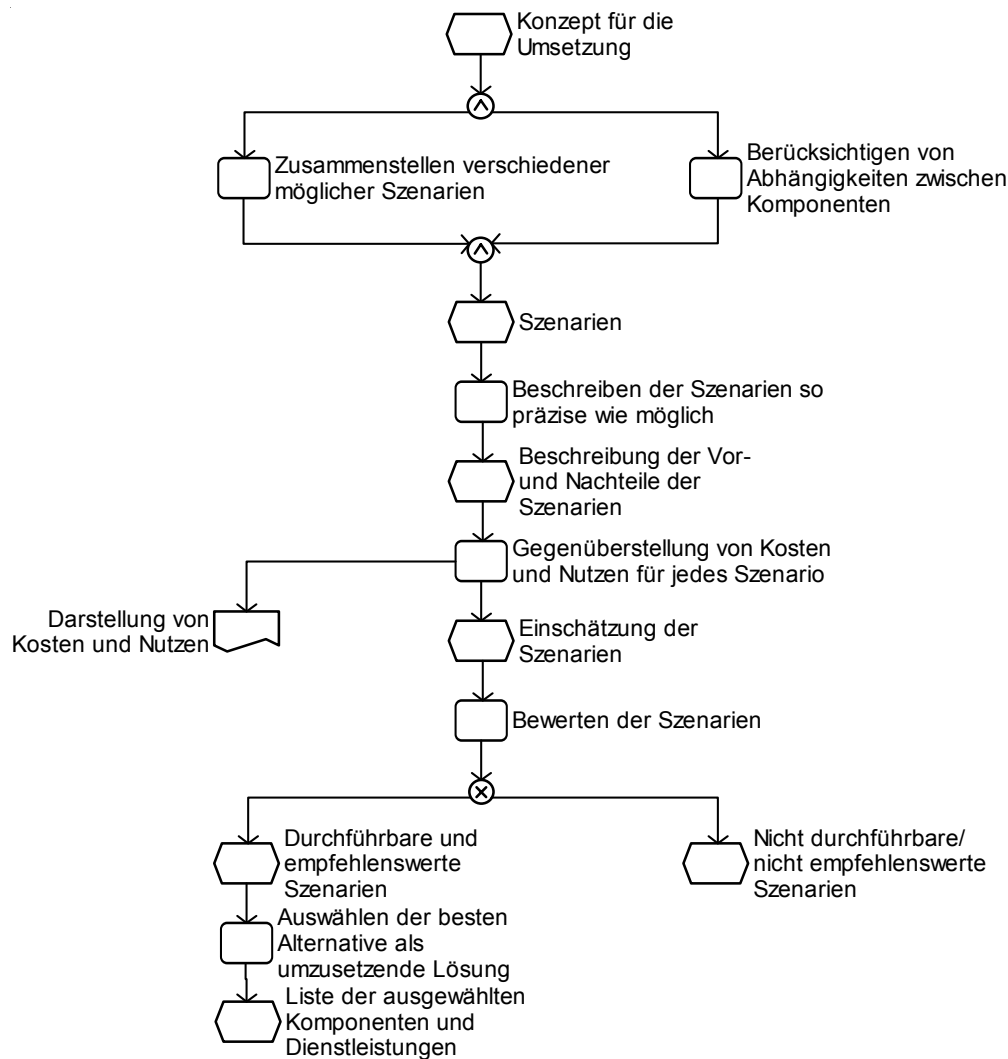 Konzept für die
Umsetzung
Zusammenstellen verschiedener
möglicher Szenarien
Berücksichtigen von
Abhängigkeiten zwischen
Komponenten
Szenarien
Beschreiben der Szenarien so
präzise wie möglich
Beschreibung der Vor-
und Nachteile der
Szenarien
Gegenüberstellung von Kosten
und Nutzen für jedes Szenario
Darstellung von
Kosten und Nutzen
Einschätzung der
Szenarien
Bewerten der Szenarien
Durchführbare und
empfehlenswerte
Szenarien
Nicht durchführbare/
nicht empfehlenswerte
Szenarien
Auswählen der besten
Alternative als
umzusetzende Lösung
Liste der ausgewählten
Komponenten und
Dienstleistungen